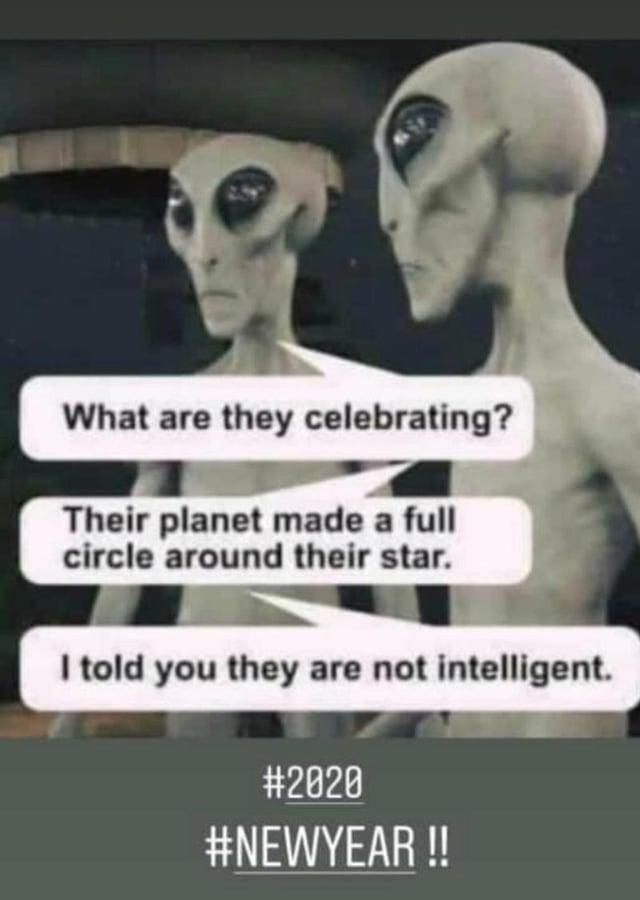 What are they celebrating?
Their planet made a full
circle around their star.
I told you they are not intelligent.
#2020
#NEWYEAR !!